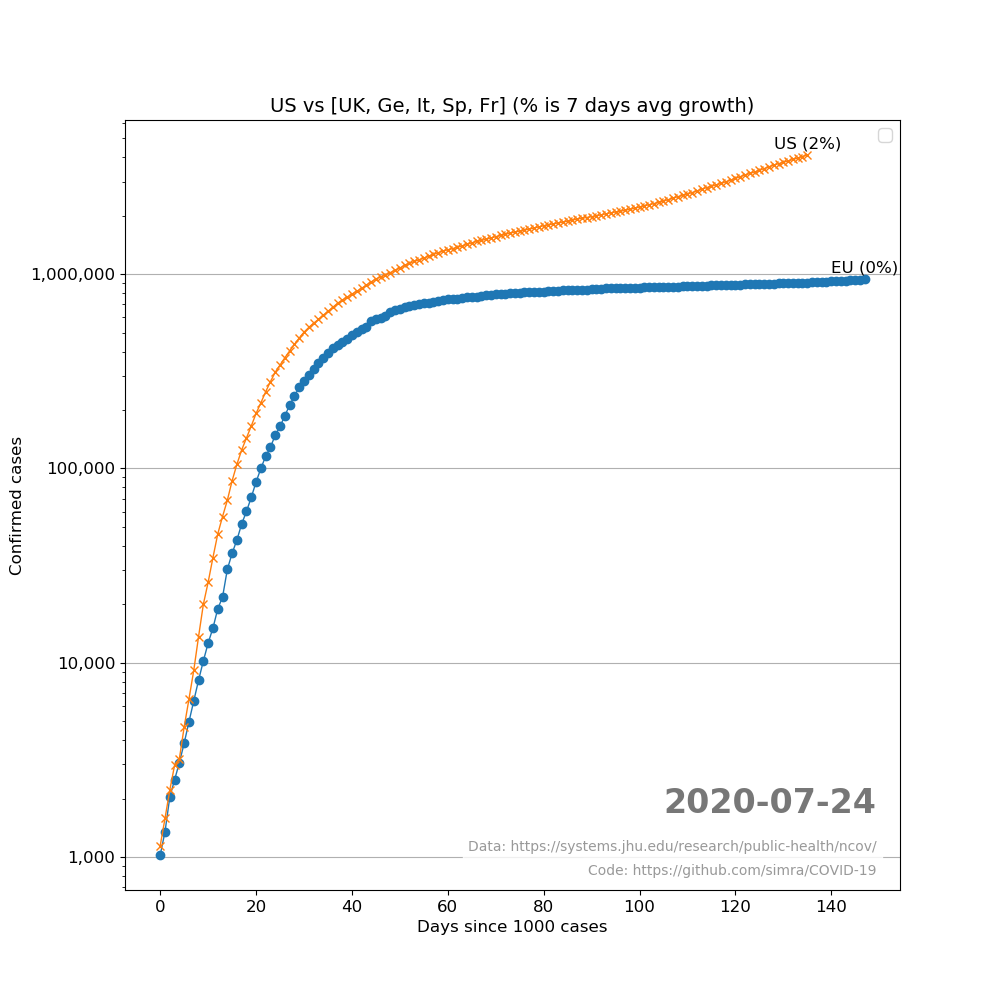 US vs [UK, Ge, It, Sp, Fr] (% is 7 days avg growth)
US (2%)
EU (0%)
1,000,000
100,000
10,000
1,000
Confirmed cases
2020-07-24
Data: https://systems.jhu.edu/research/public-health/ncov/
Code: https://github.com/simra/COVID-19
0 20 40 60 80 100 120 140
Days since 1000 cases